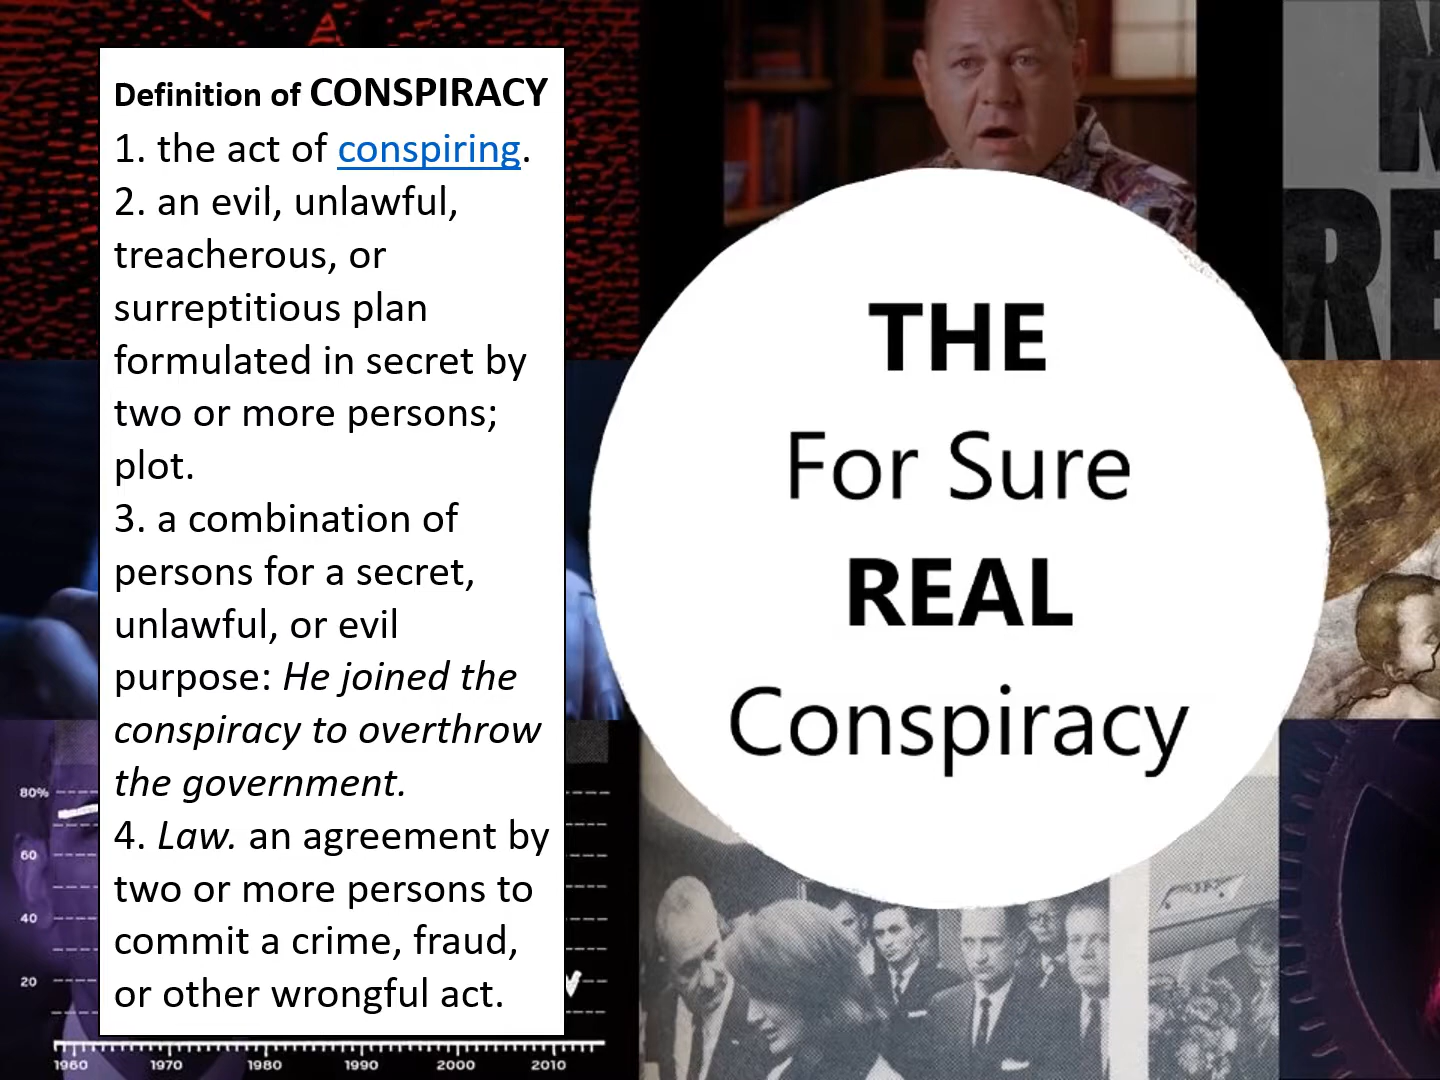 Definition of CONSPIRACY
1. the act of conspiring.
2. an evil, unlawful,
treacherous, or
surreptitious plan
formulated in secret by
two or more persons;
plot.
3. a combination of
persons for a secret,
unlawful, or evil
purpose: He joined the
conspiracy to overthrow
the government.
4. Law. an agreement by
two or more persons to
commit a crime, fraud,
or other wrongful act.
THE
For Sure
REAL
Conspiracy
RE
80%
60
40
20
1960 1970 1980 1990 2000 2010